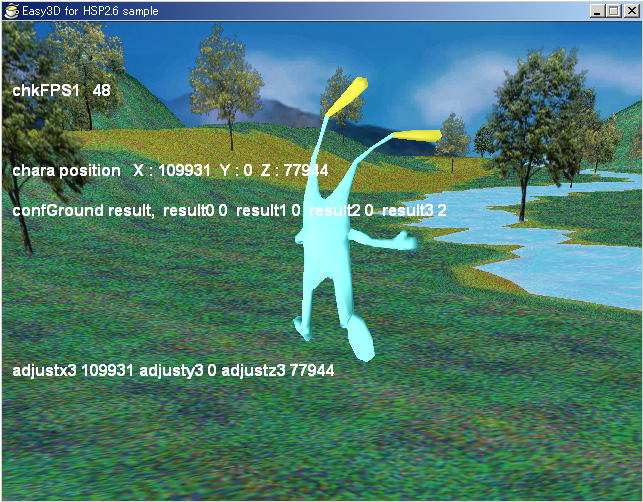 Easy3D for HSP2.6 sample
chkFPS1 48
chara position X : 109931 Y : 0 Z : 77944
confGround result, result0 0 result1 0 result2 0 result3 2
adjustx3 109931 adjusty3 0 adjustz3 77944